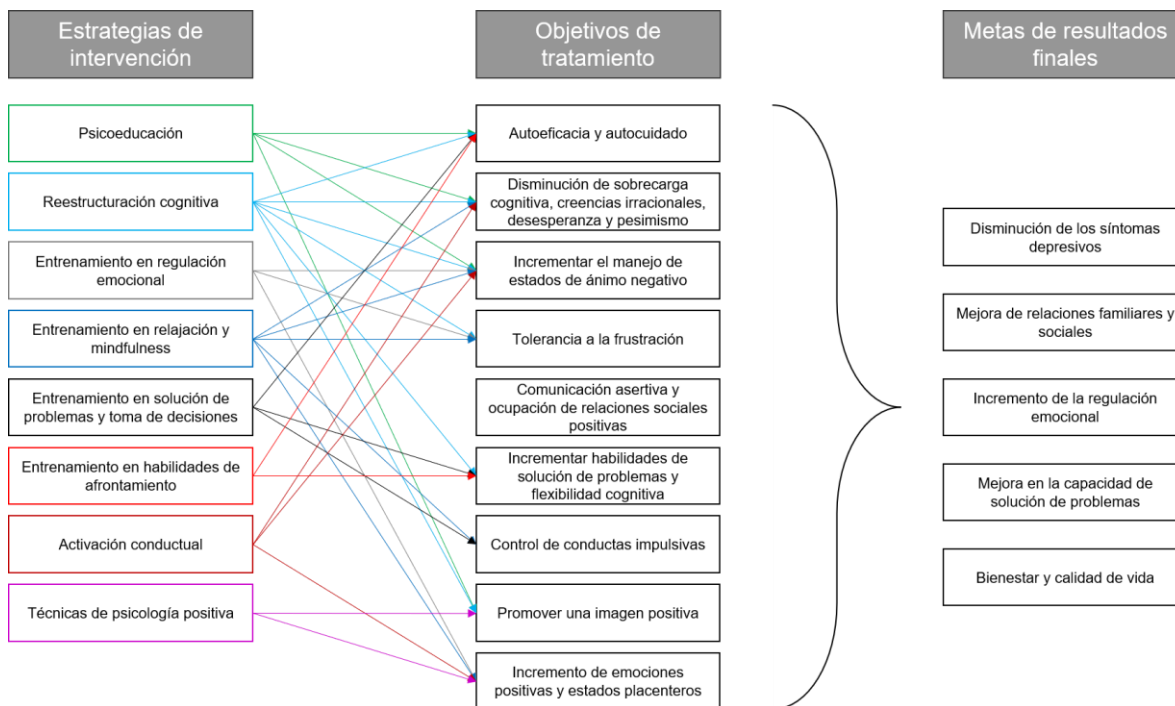 Estrategias de
intervención
Objetivos de
tratamiento
Metas de resultados
finales
Psicoeducación
Reestructuración cognitiva
Entrenamiento en regulación
emocional
Entrenamiento en relajación y
mindfulness
Entrenamiento en solución de
problemas y toma de decisiones
Entrenamiento en habilidades de
afrontamiento
Activación conductual
Técnicas de psicología positiva
Autoeficacia y autocuidado
Disminución de sobrecarga
cognitiva, creencias irracionales,
desesperanza y pesimismo
Incrementar el manejo de
estados de ánimo negativo
Tolerancia a la frustración
Comunicación asertiva y
ocupación de relaciones sociales
positivas
Incrementar habilidades de
solución de problemas y
flexibilidad cognitiva
Control de conductas impulsivas
Promover una imagen positiva
Incremento de emociones
positivas y estados placenteros
Disminución de los síntomas
depresivos
Mejora de relaciones familiares y
sociales
Incremento de la regulación
emocional
Mejora en la capacidad de
solución de problemas
Bienestar y calidad de vida